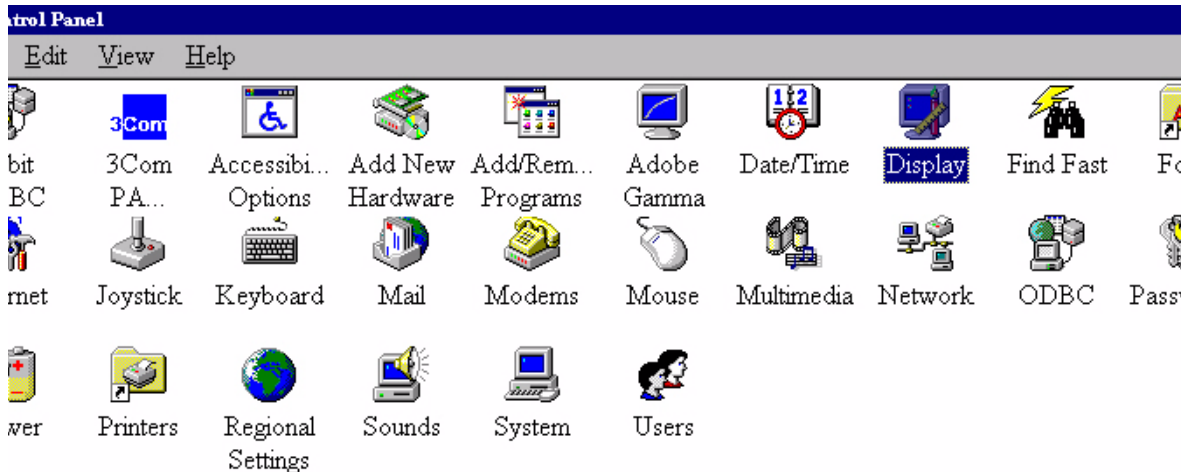 ntrol Panel
Edit View Help
3Com
bit 3Com Accessibi... Add New Add/Rem... Adobe Date/Time Display Find Fast Fo
BC PA... Options Hardware Programs Gamma
rnet Joystick Keyboard Mail Modems Mouse Multimedia Network ODBC Passw
wer Printers Regional Sounds System Users
Settings